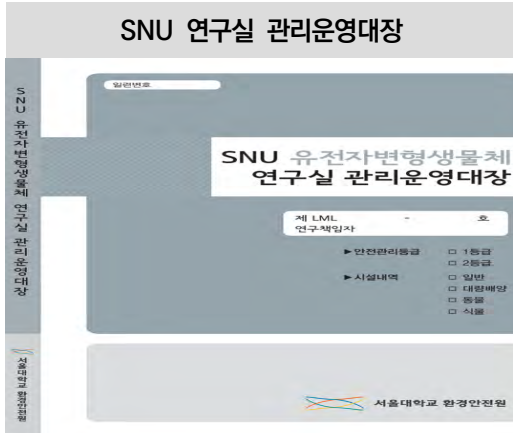 SNU 연구실 관리운영대장
SNU 유전자변형생물체 연구실 관리운영대장
서울대학교 환경안전원
일련번호
SNU 유전자변형생물체
연구실 관리운영대장
제 LML - 호
연구책임자
▶안전관리등급 □ 1등급
□ 2등급
▶시설내역 □ 일반
□ 대량배양
□ 동물
□ 식물
서울대학교 환경안전원